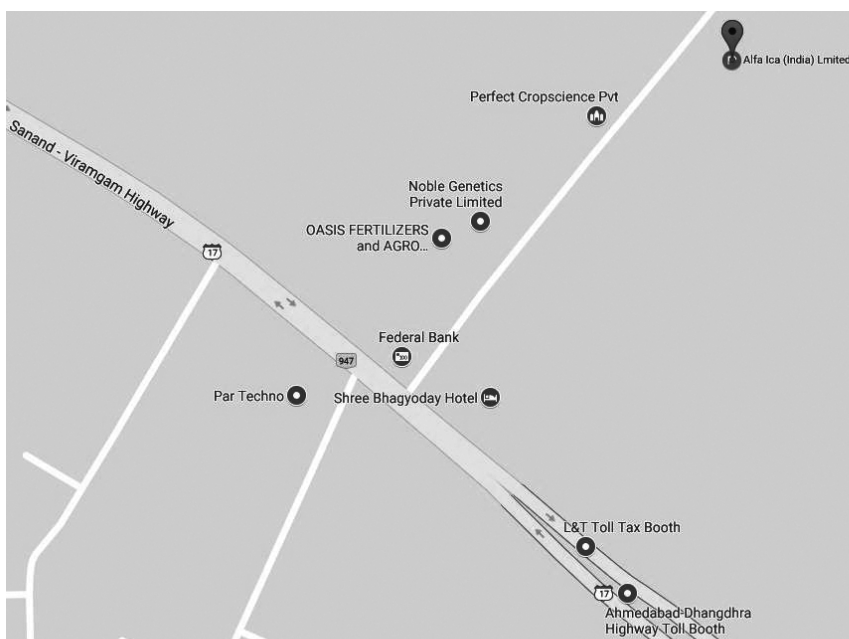 Alfa Ica (India) Lmited
Perfect Cropscience Pvt
Sanand - Viramgam Highway
Noble Genetics
Private Limited
OASIS FERTILIZERS
and AGRO...
17
Federal Bank
947
Par Techno
Shree Bhagyoday Hotel
L&T Toll Tax Booth
17
Ahmedabad-Dhangdhra
Highway Toll Booth